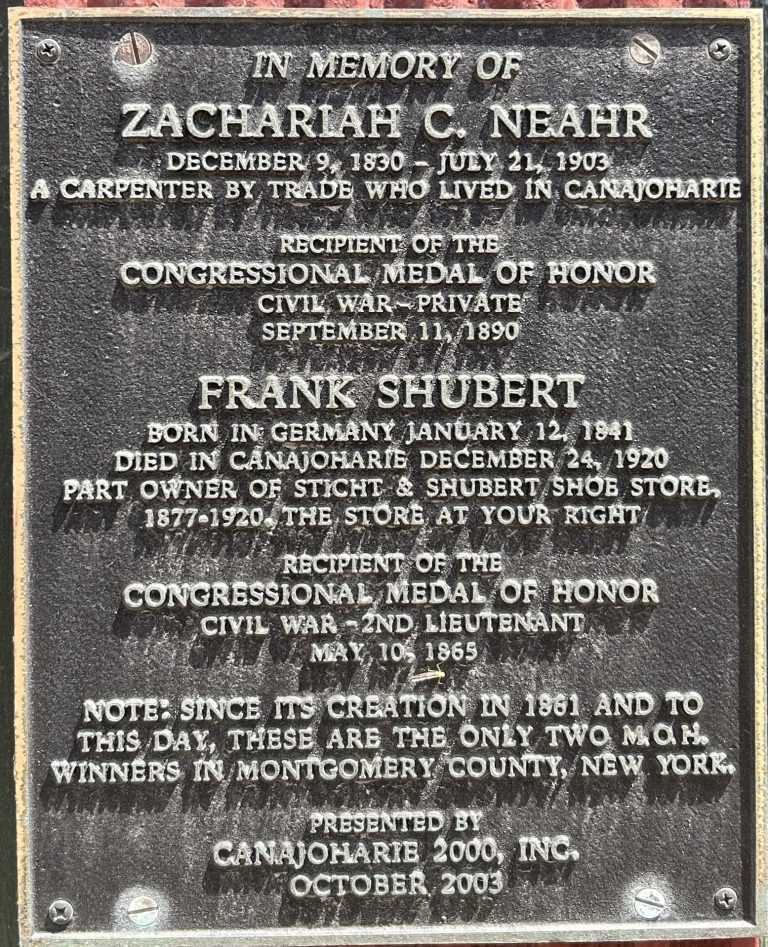 IN MEMORY OF
ZACHARIAH C. NEAHR
DECEMBER 9, 1830 - JULY 21, 1903
A CARPENTER BY TRADE WHO LIVED IN CANAJOHARIE
RECIPIENT OF THE
CONGRESSIONAL MEDAL OF HONOR
CIVIL WAR - PRIVATE
SEPTEMBER 11, 1890
FRANK SHUBERT
BORN IN GERMANY JANUARY 12, 1841
DIED IN CANAJOHARIE DECEMBER 24, 1920
PART OWNER OF STICHT & SHUBERT SHOE STORE,
1877-1920. THE STORE AT YOUR RIGHT
RECIPIENT OF THE
CONGRESSIONAL MEDAL OF HONOR
CIVIL WAR - 2ND LIEUTENANT
MAY 10, 1865
NOTE: SINCE ITS CREATION IN 1861 AND TO
THIS DAY, THESE ARE THE ONLY TWO M.O.H.
WINNERS IN MONTGOMERY COUNTY, NEW YORK.
PRESENTED BY
CANAJOHARIE 2000, INC.
OCTOBER 2003